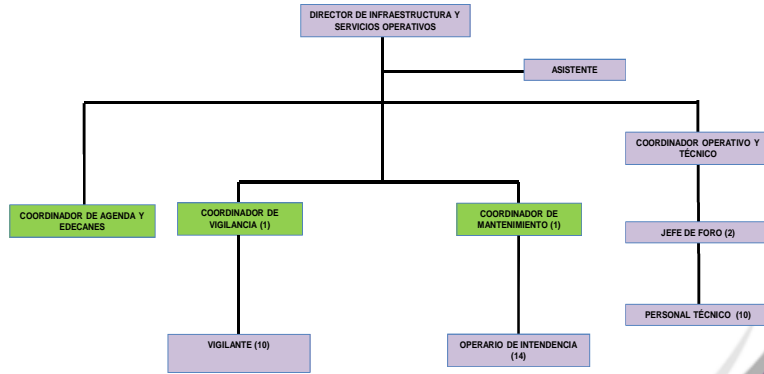 DIRECTOR DE INFRAESTRUCTURA Y
SERVICIOS OPERATIVOS
ASISTENTE
COORDINADOR OPERATIVO Y
TÉCNICO
COORDINADOR DE AGENDA Y
EDECANES
COORDINADOR DE
VIGILANCIA (1)
COORDINADOR DE
MANTENIMIENTO (1)
JEFE DE FORO (2)
PERSONAL TÉCNICO (10)
VIGILANTE (10)
OPERARIO DE INTENDENCIA
(14)